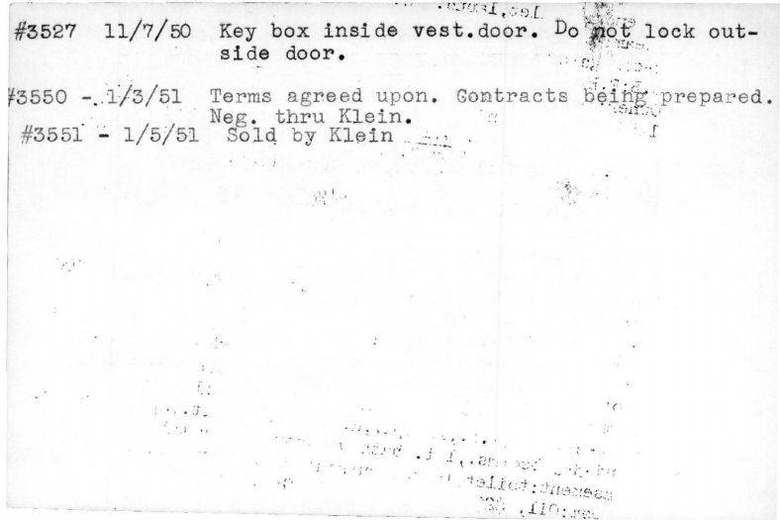 #3527 11/7/50 Key box inside vest.door. Do not lock out-
side door.
#3550 - 1/3/51 Terms agreed upon. Contracts being prepared.
Neg. thru Klein.
#3551 - 1/5/51 Sold by Klein